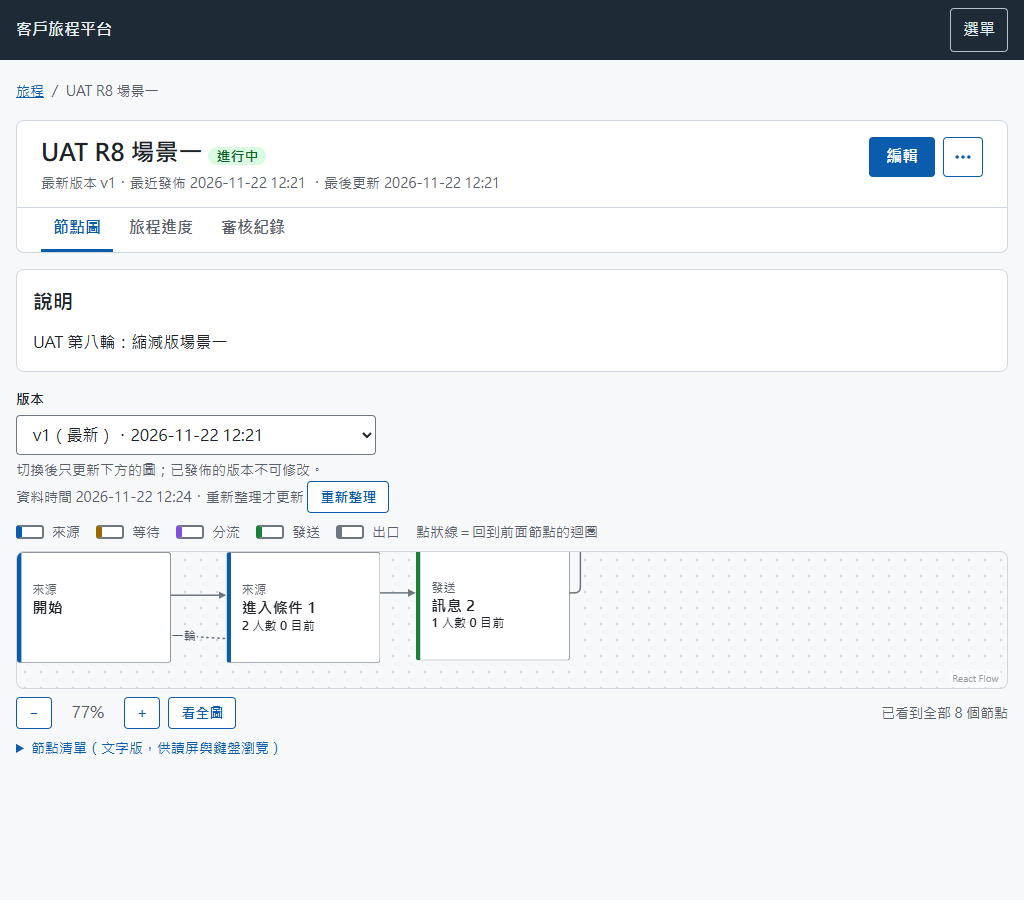 客戶旅程平台
選單
旅程 / UAT R8 場景一
UAT R8 場景一 進行中
編輯
···
最新版本 v1 · 最近發佈 2026-11-22 12:21 · 最後更新 2026-11-22 12:21
節點圖 旅程進度 審核紀錄
說明
UAT 第八輪：縮減版場景一
版本
v1（最新）· 2026-11-22 12:21
切換後只更新下方的圖；已發佈的版本不可修改。
資料時間 2026-11-22 12:24 · 重新整理才更新 重新整理
來源 等待 分流 發送 出口 點狀線＝回到前面節點的迴圈
來源
開始
一輪
來源
進入條件 1
2 人數 0 目前
發送
訊息 2
1 人數 0 目前
React Flow
− 77% + 看全圖
已看到全部 8 個節點
▶ 節點清單（文字版，供讀屏與鍵盤瀏覽）